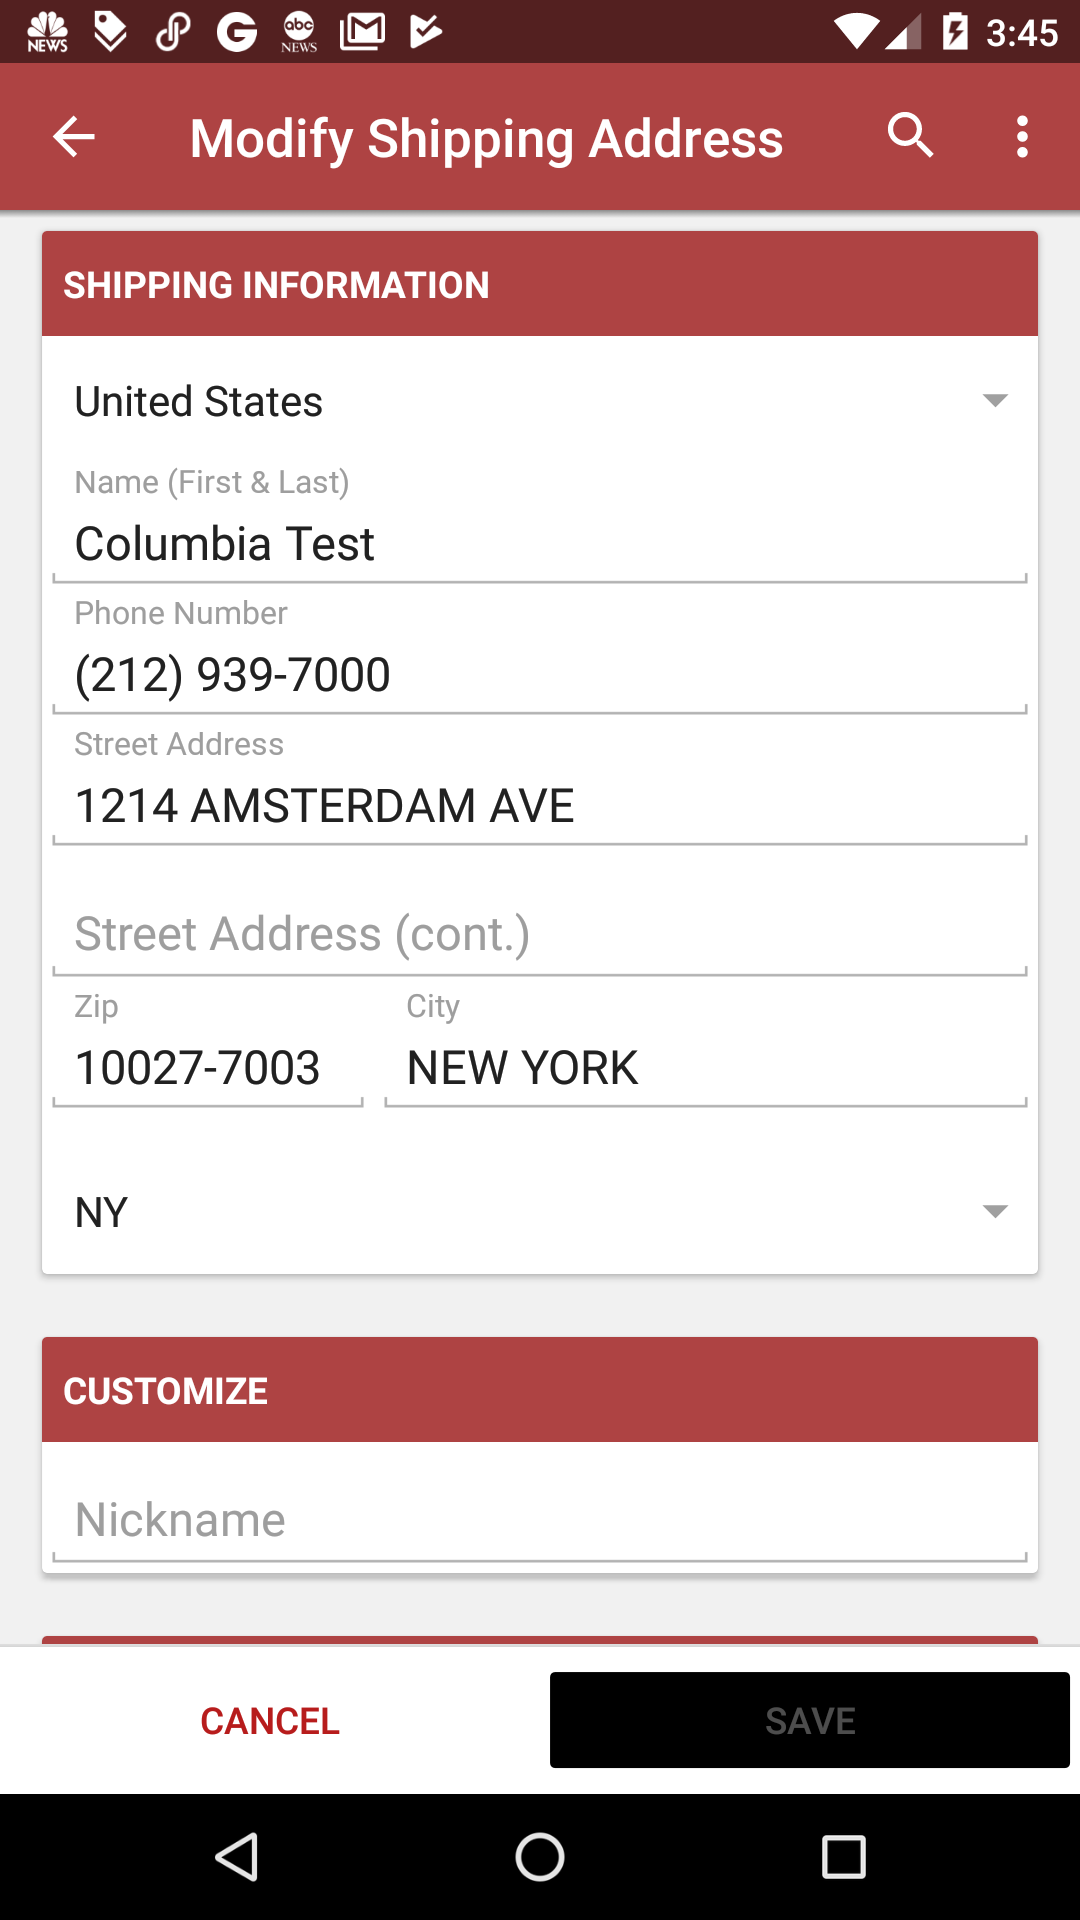 NEWS
abc
NEWS
3:45
Modify Shipping Address
SHIPPING INFORMATION
United States
Name (First & Last)
Columbia Test
Phone Number
(212) 939-7000
Street Address
1214 AMSTERDAM AVE
Street Address (cont.)
Zip City
10027-7003 NEW YORK
NY
CUSTOMIZE
Nickname
CANCEL SAVE